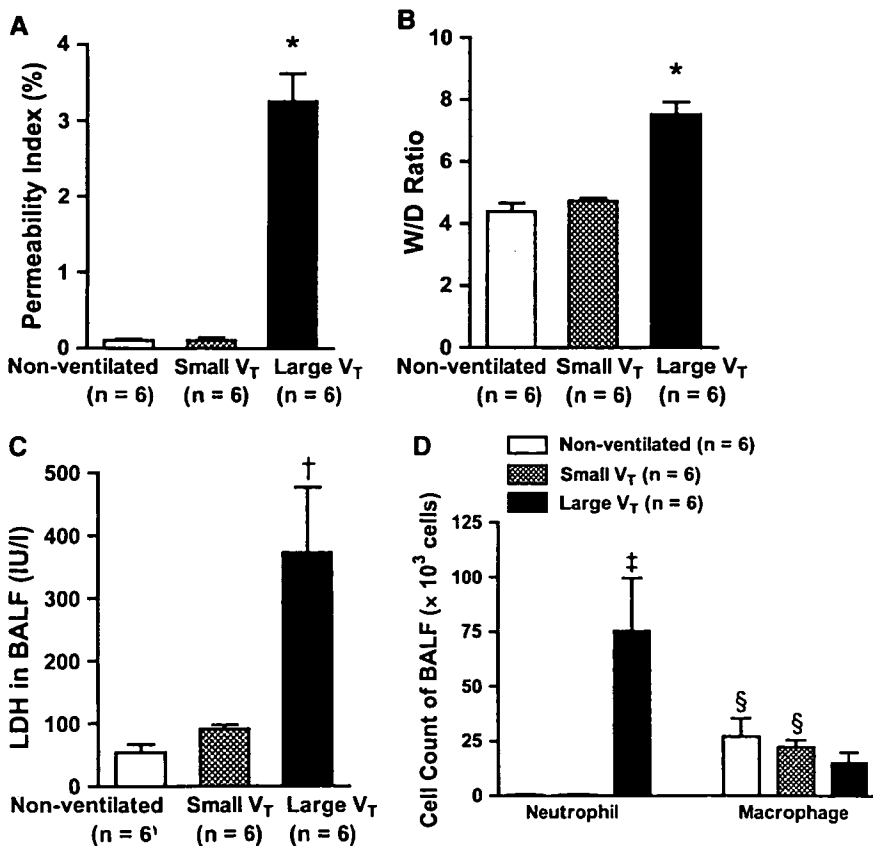 A
Permeability Index (%)
4
3
2
1
0
*
Non-ventilated Small VT Large VT
(n = 6) (n = 6) (n = 6)
B
W/D Ratio
10
8
6
4
2
0
*
Non-ventilated Small VT Large VT
(n = 6) (n = 6) (n = 6)
C
LDH in BALF (IU/l)
500
400
300
200
100
0
†
Non-ventilated Small VT Large VT
(n = 6' (n = 6) (n = 6)
D
Non-ventilated (n = 6)
Small VT (n = 6)
Large VT (n = 6)
Cell Count of BALF (× 10³ cells)
125
100
75
50
25
0
‡
§ §
Neutrophil Macrophage